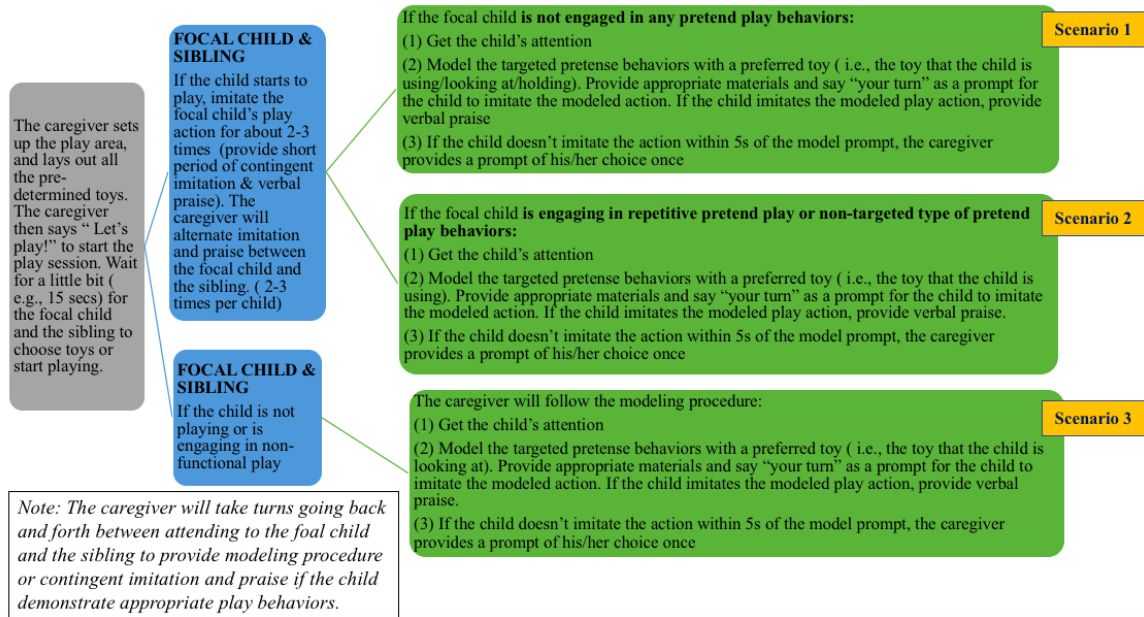 The caregiver sets
up the play area,
and lays out all
the pre-
determined toys.
The caregiver
then says “ Let’s
play!” to start the
play session. Wait
for a little bit (
e.g., 15 secs) for
the focal child
and the sibling to
choose toys or
start playing.
FOCAL CHILD &
SIBLING
If the child starts to
play, imitate the
focal child’s play
action for about 2-3
times (provide short
period of contingent
imitation & verbal
praise). The
caregiver will
alternate imitation
and praise between
the focal child and
the sibling. ( 2-3
times per child)
FOCAL CHILD &
SIBLING
If the child is not
playing or is
engaging in non-
functional play
If the focal child is not engaged in any pretend play behaviors:
(1) Get the child’s attention
(2) Model the targeted pretense behaviors with a preferred toy ( i.e., the toy that the child is
using/looking at/holding). Provide appropriate materials and say “your turn” as a prompt for
the child to imitate the modeled action. If the child imitates the modeled play action, provide
verbal praise
(3) If the child doesn’t imitate the action within 5s of the model prompt, the caregiver
provides a prompt of his/her choice once
Scenario 1
If the focal child is engaging in repetitive pretend play or non-targeted type of pretend
play behaviors:
(1) Get the child’s attention
(2) Model the targeted pretense behaviors with a preferred toy ( i.e., the toy that the child is
using). Provide appropriate materials and say “your turn” as a prompt for the child to imitate
the modeled action. If the child imitates the modeled play action, provide verbal praise.
(3) If the child doesn’t imitate the action within 5s of the model prompt, the caregiver
provides a prompt of his/her choice once
Scenario 2
The caregiver will follow the modeling procedure:
(1) Get the child’s attention
(2) Model the targeted pretense behaviors with a preferred toy ( i.e., the toy that the child is
looking at). Provide appropriate materials and say “your turn” as a prompt for the child to
imitate the modeled action. If the child imitates the modeled play action, provide verbal
praise.
(3) If the child doesn’t imitate the action within 5s of the model prompt, the caregiver
provides a prompt of his/her choice once
Scenario 3
Note: The caregiver will take turns going back
and forth between attending to the foal child
and the sibling to provide modeling procedure
or contingent imitation and praise if the child
demonstrate appropriate play behaviors.